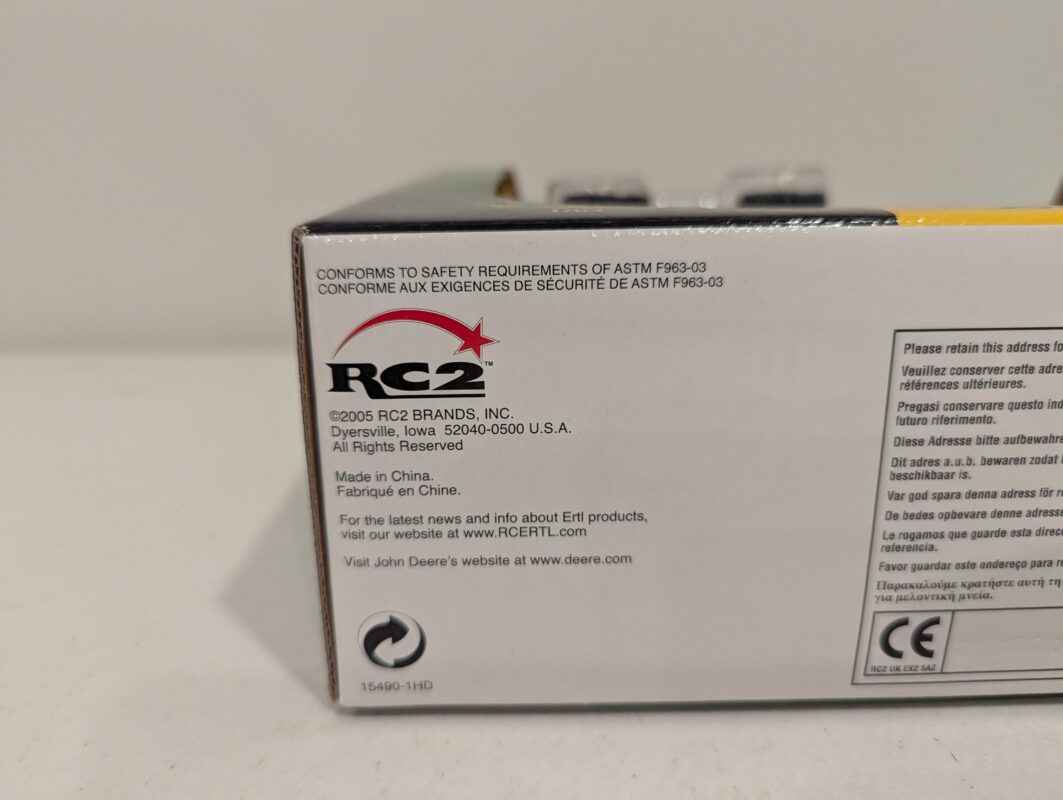 CONFORMS TO SAFETY REQUIREMENTS OF ASTM F963-03
CONFORME AUX EXIGENCES DE SÉCURITÉ DE ASTM F963-03
RC2™
©2005 RC2 BRANDS, INC.
Dyersville, Iowa 52040-0500 U.S.A.
All Rights Reserved
Made in China.
Fabriqué en Chine.
For the latest news and info about Ertl products,
visit our website at www.RCERTL.com
Visit John Deere's website at www.deere.com
15490-1HD
Please retain this address fo
Veuillez conserver cette adre
références ultérieures.
Pregasi conservare questo ind
futuro riferimento.
Diese Adresse bitte aufbewahre
Dit adres a.u.b. bewaren zodat
beschikbaar is.
Var god spara denna adress för r
De bedes opbevare denne adresse
Le rogamos que guarde esta direc
referencia.
Favor guardar este endereço para r
Παρακαλούμε κρατήστε αυτή τη
για μελοντική μνεία.
CE
RC2 UK EX2 5AZ